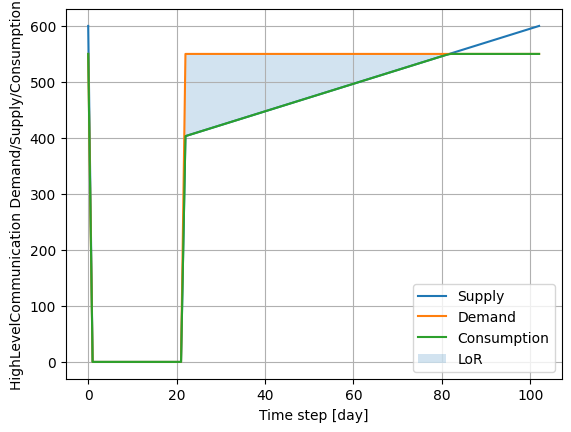 HighLevelCommunication Demand/Supply/Consumption
600
500
400
300
200
100
0
0 20 40 60 80 100
Time step [day]
Supply
Demand
Consumption
LoR